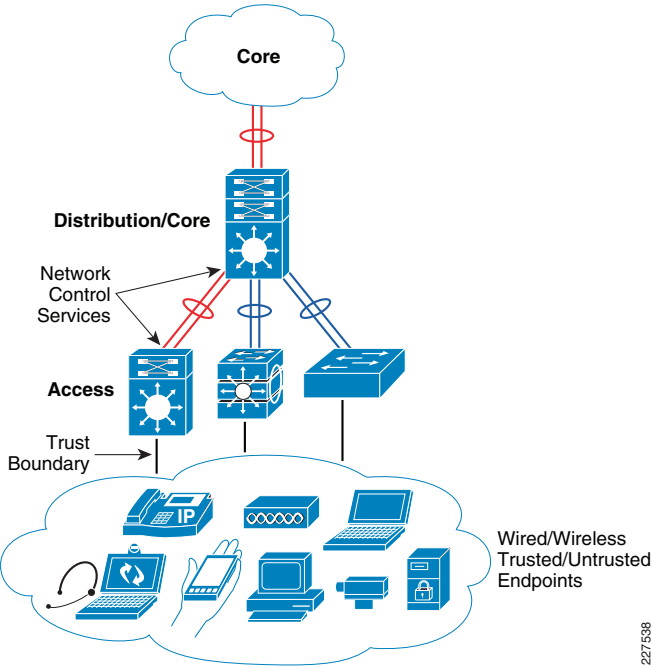 Core
Distribution/Core
Network
Control
Services
Access
Trust
Boundary
IP
Wired/Wireless
Trusted/Untrusted
Endpoints
227538